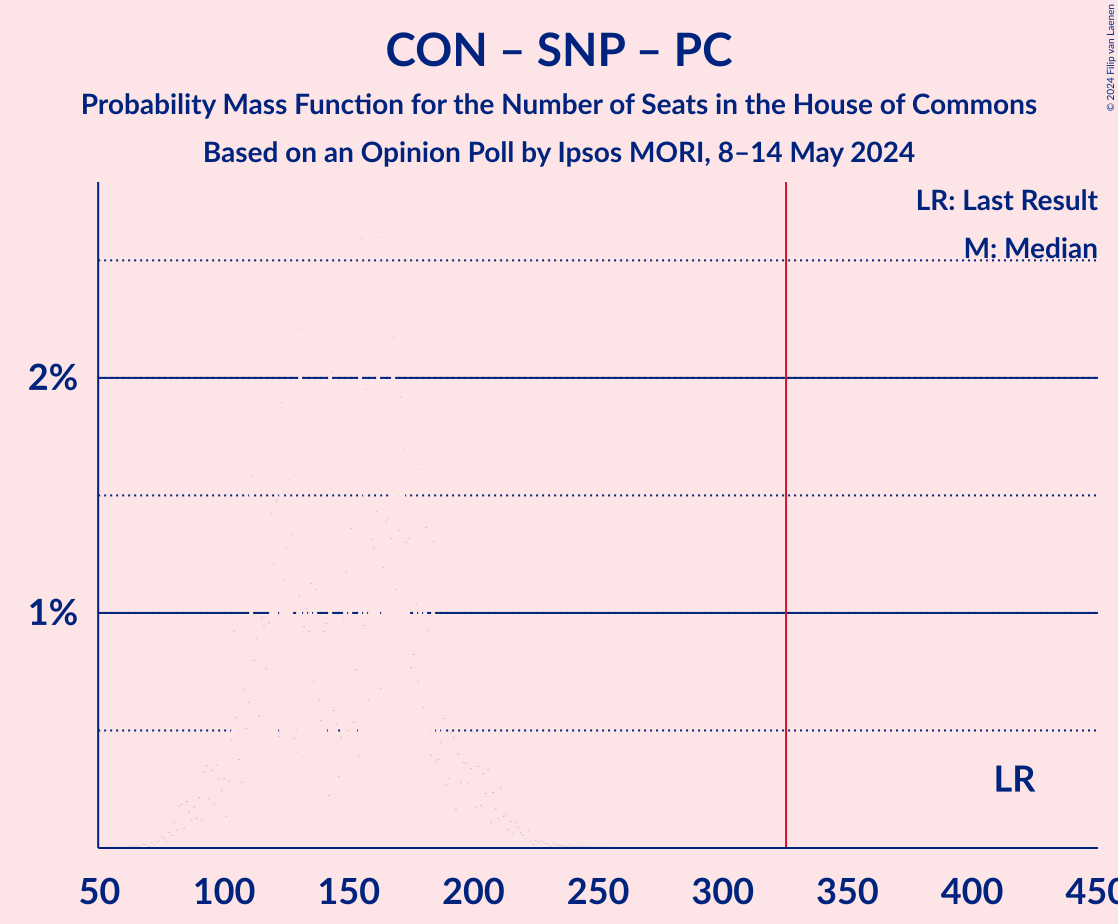 CON – SNP – PC
Probability Mass Function for the Number of Seats in the House of Commons
Based on an Opinion Poll by Ipsos MORI, 8–14 May 2024
© 2024 Filip van Laenen
LR: Last Result
M: Median
2%
1%
LR
50 100 150 200 250 300 350 400 450